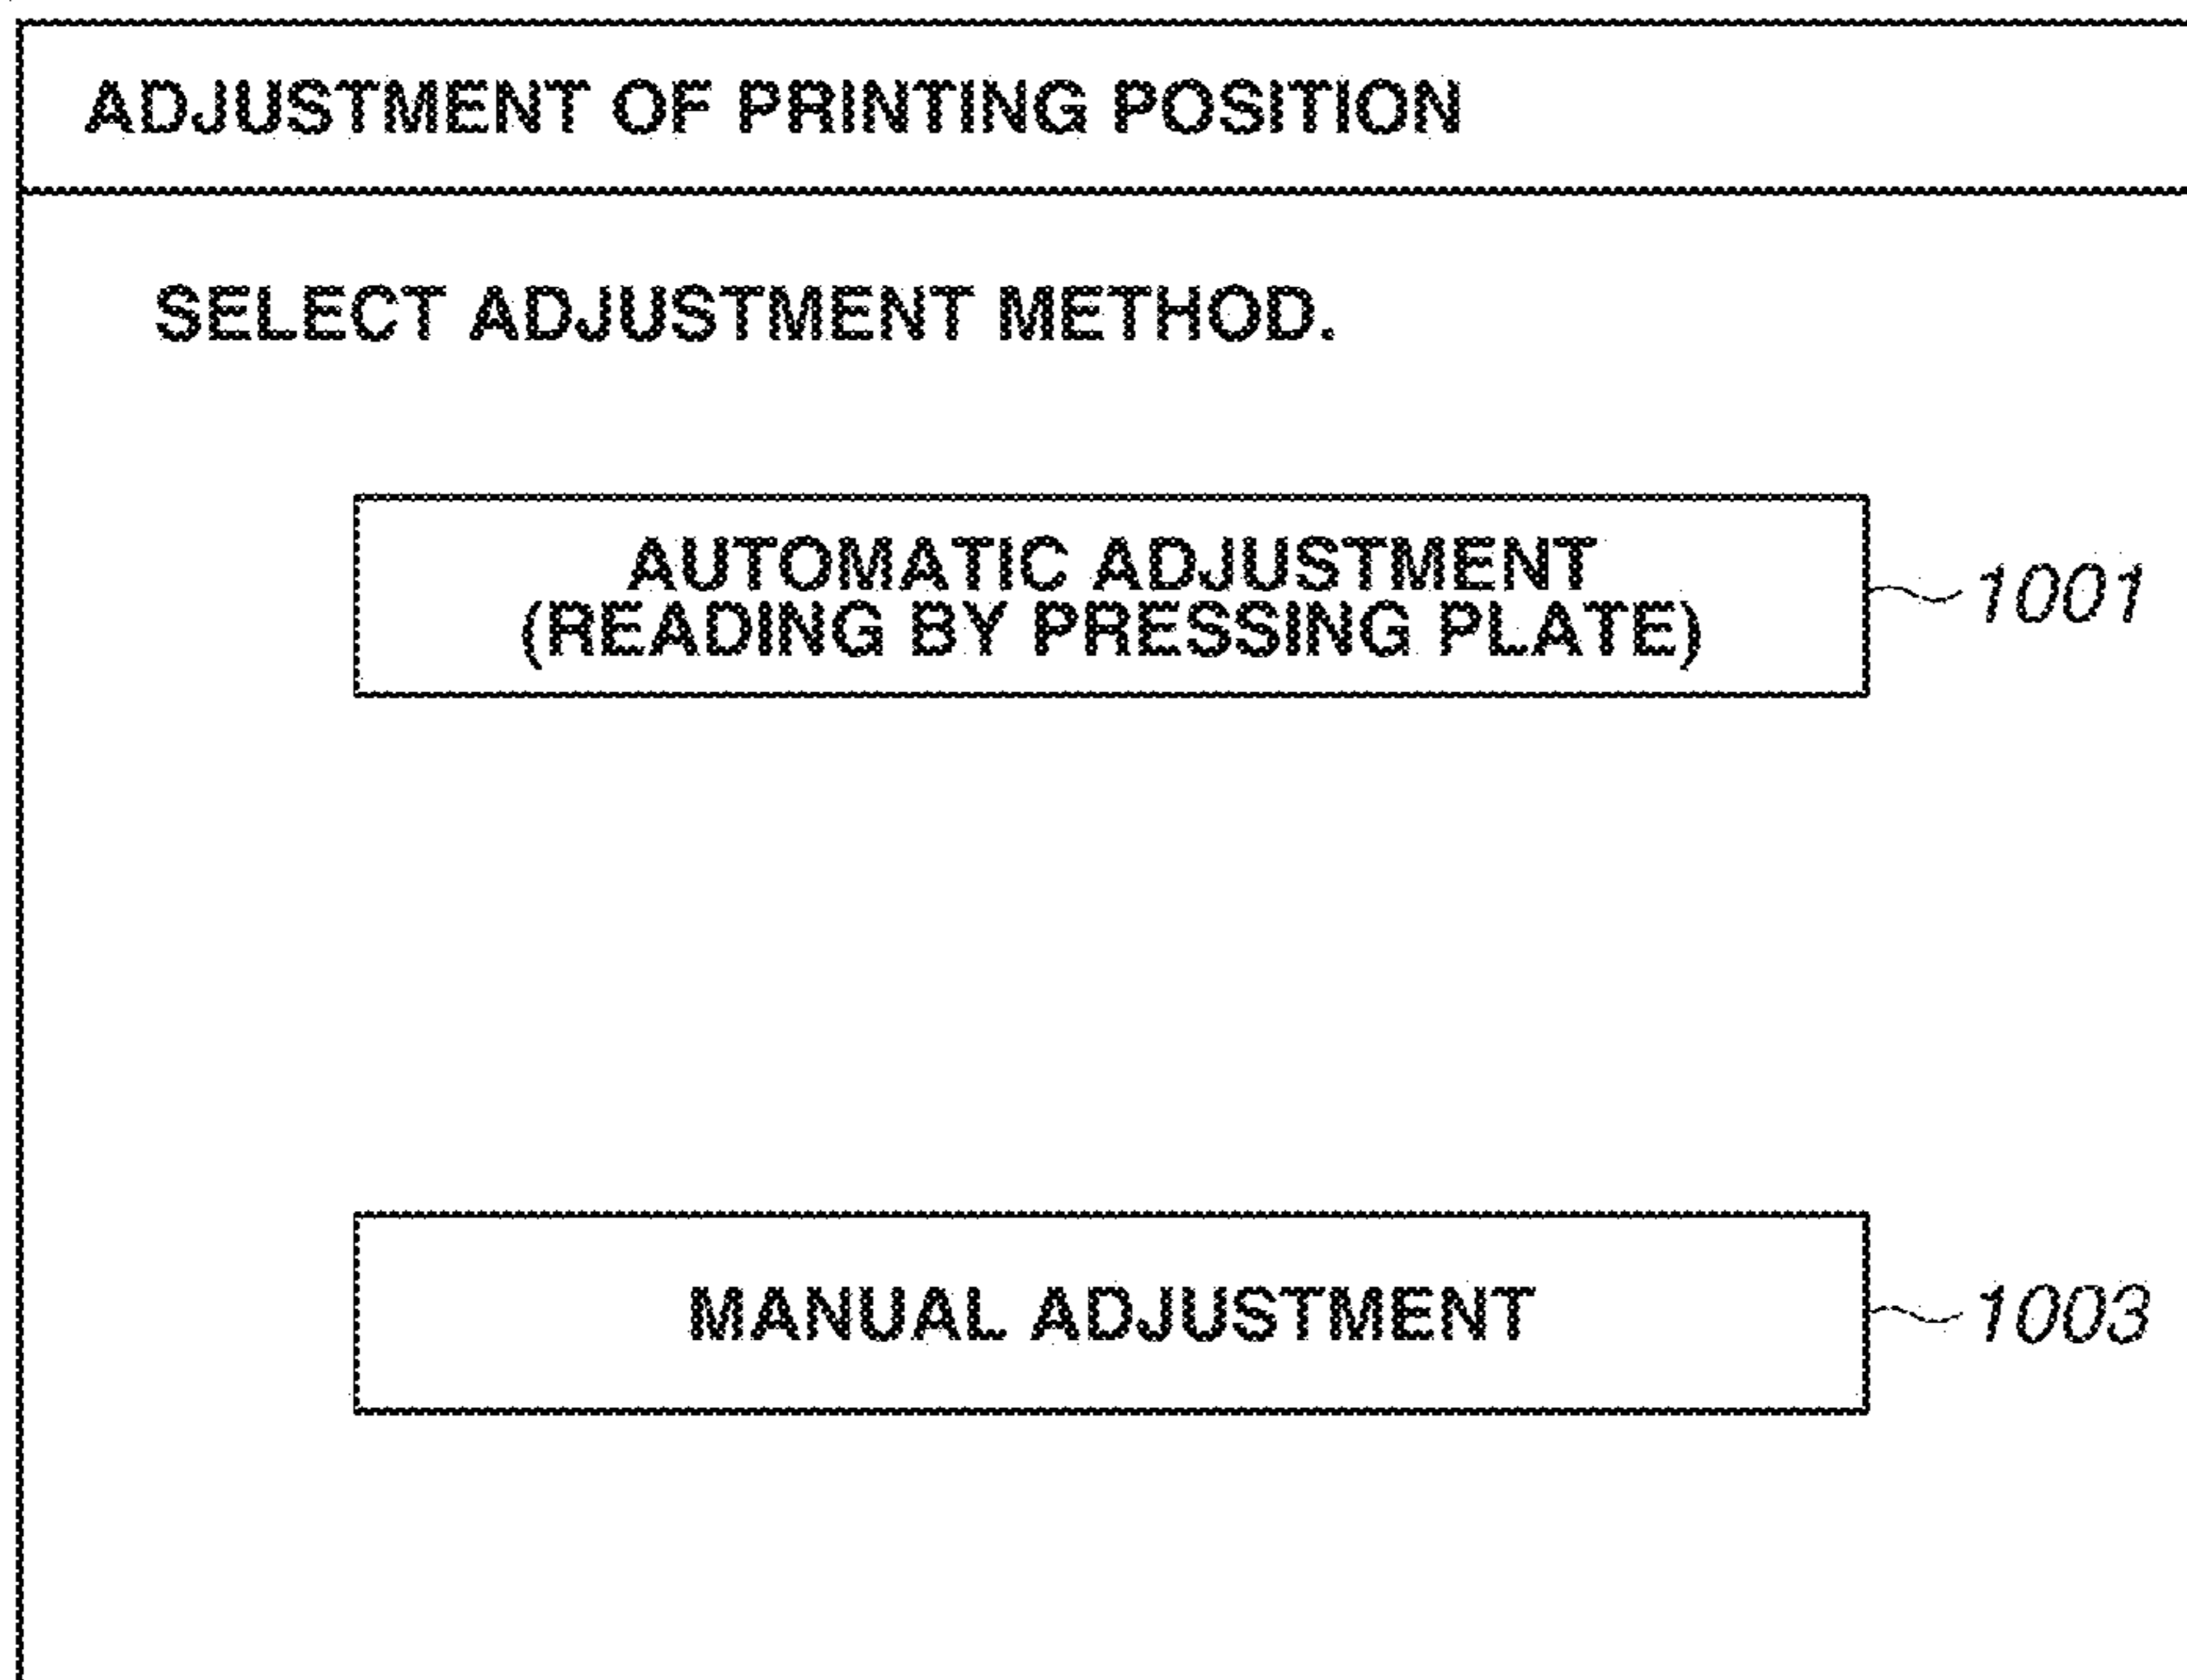 ADJUSTMENT OF PRINTING POSITION
SELECT ADJUSTMENT METHOD.
AUTOMATIC ADJUSTMENT
(READING BY PRESSING PLATE)
1001
MANUAL ADJUSTMENT
1003